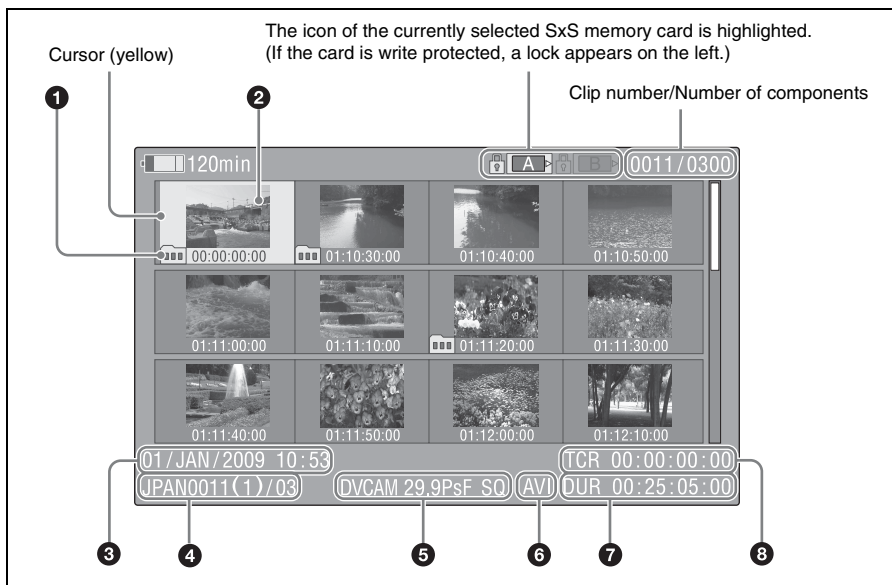 The icon of the currently selected SxS memory card is highlighted.
(If the card is write protected, a lock appears on the left.)
Cursor (yellow)
Clip number/Number of components
1
2
120min
A
B
0011/0300
00:00:00:00
01:10:30:00
01:10:40:00
01:10:50:00
01:11:00:00
01:11:10:00
01:11:20:00
01:11:30:00
01:11:40:00
01:11:50:00
01:12:00:00
01:12:10:00
01/JAN/2009 10:53
TCR 00:00:00:00
JPAN0011(1)/03
DVCAM 29.9PsF SQ
AVI
DUR 00:25:05:00
3
4
5
6
7
8